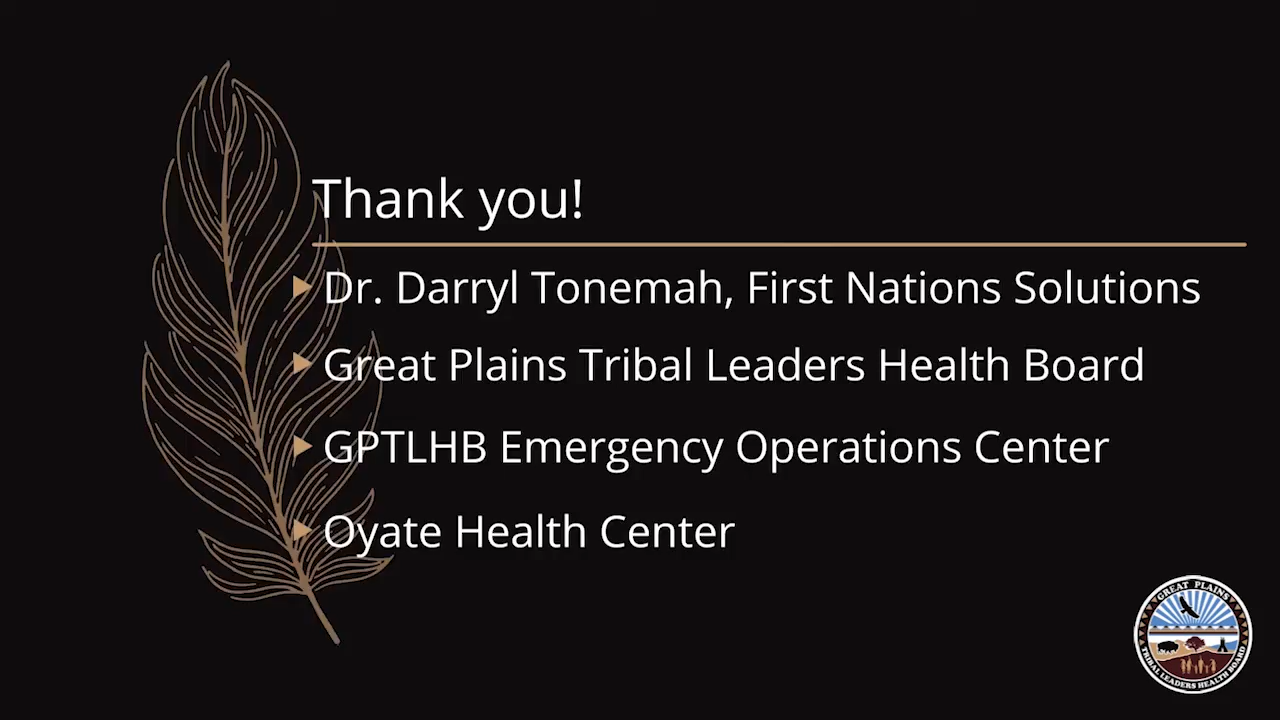 Thank you!
Dr. Darryl Tonemah, First Nations Solutions
Great Plains Tribal Leaders Health Board
GPTLHB Emergency Operations Center
Oyate Health Center
GREAT PLAINS
TRIBAL LEADERS HEALTH BOARD